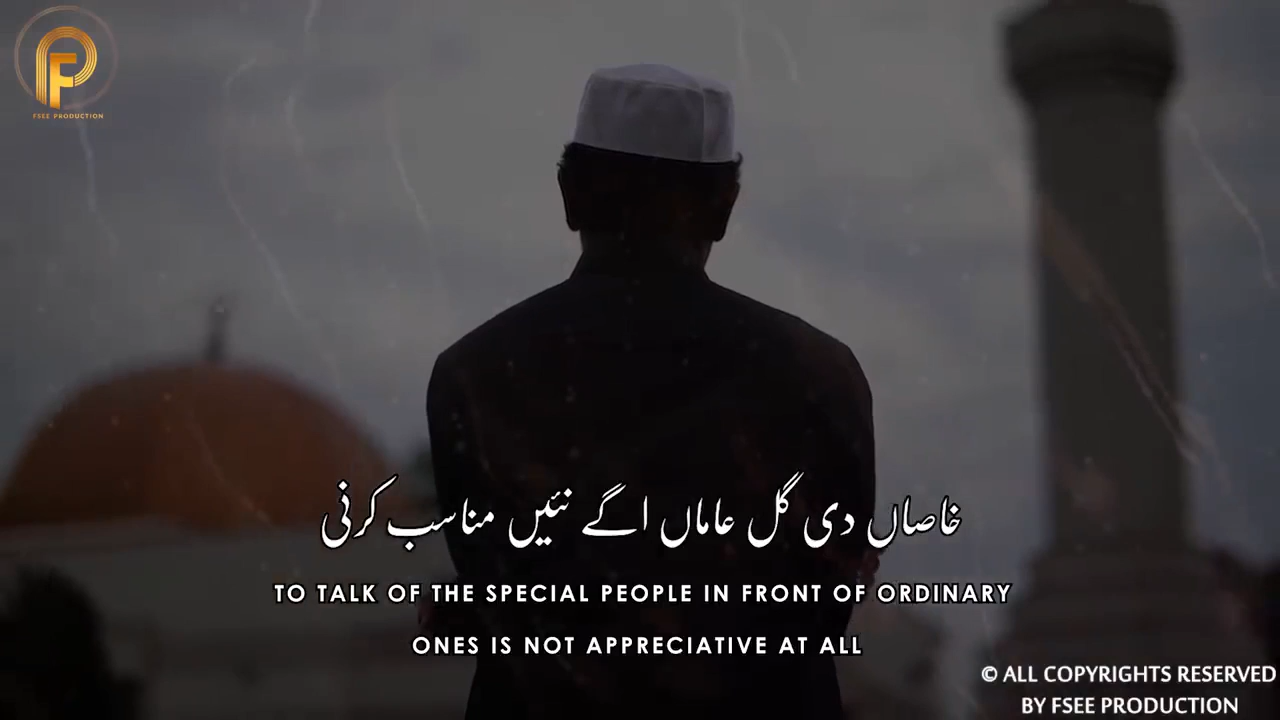 FSEE PRODUCTION
خاصاں دی گل عاماں اگے نئیں مناسب کرنی
TO TALK OF THE SPECIAL PEOPLE IN FRONT OF ORDINARY
ONES IS NOT APPRECIATIVE AT ALL
© ALL COPYRIGHTS RESERVED
BY FSEE PRODUCTION